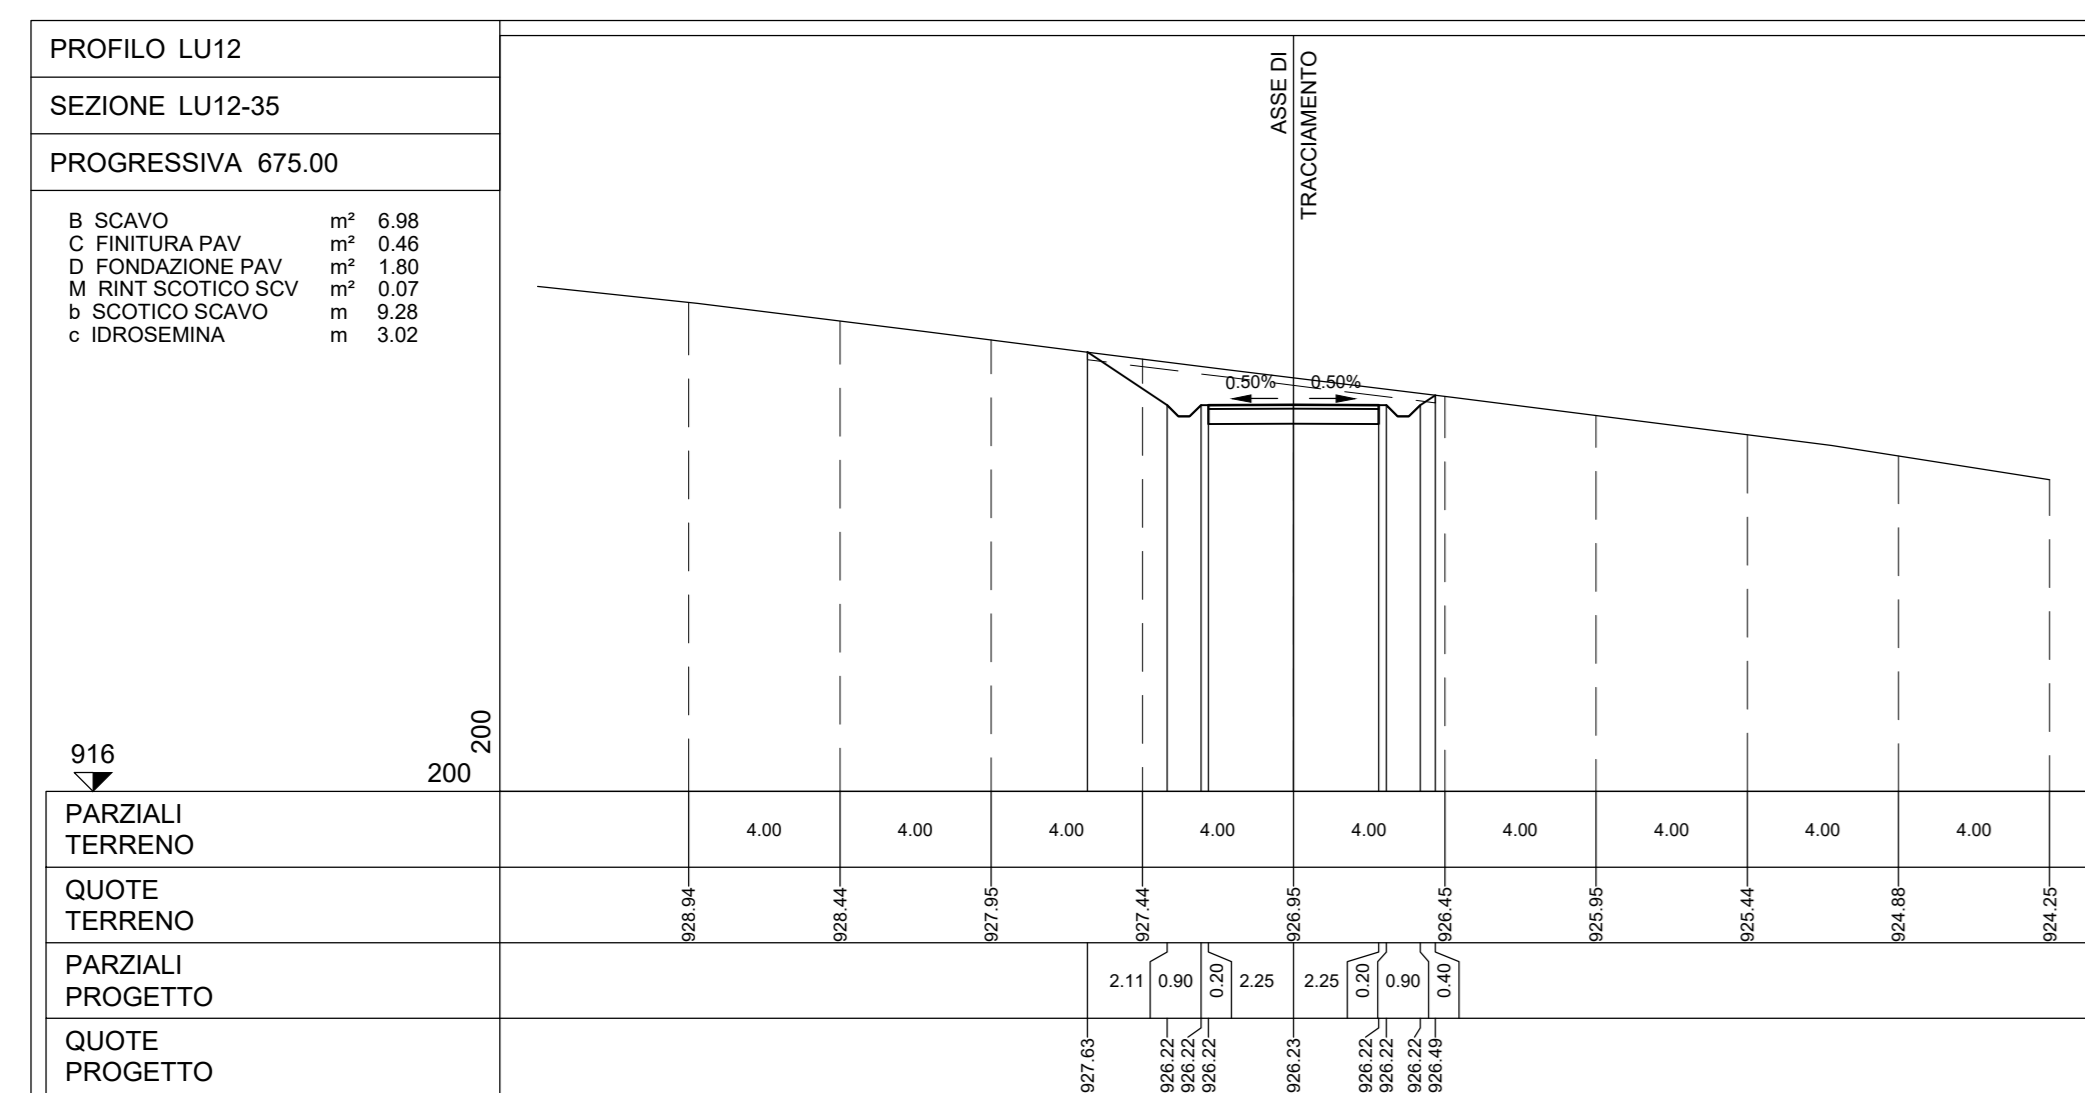 PROFILO LU12
SEZIONE LU12-35
PROGRESSIVA 675.00
B SCAVO m² 6.98
C FINITURA PAV m² 0.46
D FONDAZIONE PAV m² 1.80
M RINT SCOTICO SCV m² 0.07
b SCOTICO SCAVO m 9.28
c IDROSEMINA m 3.02
ASSE DI
TRACCIAMENTO
0.50% 0.50%
916
200
200
PARZIALI
TERRENO
4.00 4.00 4.00 4.00 4.00 4.00 4.00 4.00 4.00
QUOTE
TERRENO
928.94 928.44 927.95 927.44 926.95 926.45 925.95 925.44 924.88 924.25
PARZIALI
PROGETTO
2.11 0.90 0.20 2.25 2.25 0.20 0.90 0.40
QUOTE
PROGETTO
927.63 926.22 926.22 926.22 926.23 926.22 926.22 926.22 926.49